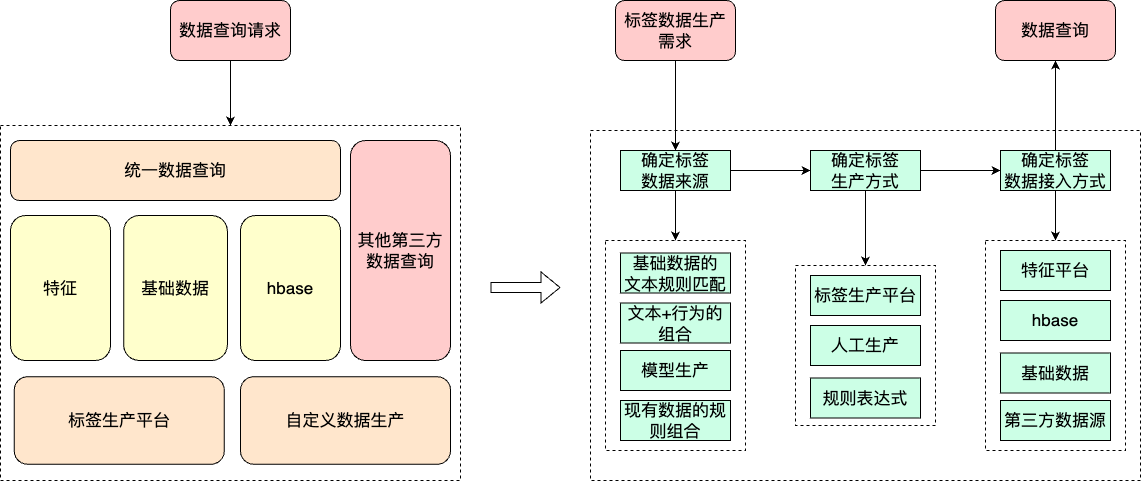 数据查询请求
统一数据查询
其他第三方
数据查询
特征
基础数据
hbase
标签生产平台
自定义数据生产
标签数据生产
需求
数据查询
确定标签
数据来源
确定标签
生产方式
确定标签
数据接入方式
基础数据的
文本规则匹配
文本+行为的
组合
模型生产
现有数据的规
则组合
标签生产平台
人工生产
规则表达式
特征平台
hbase
基础数据
第三方数据源